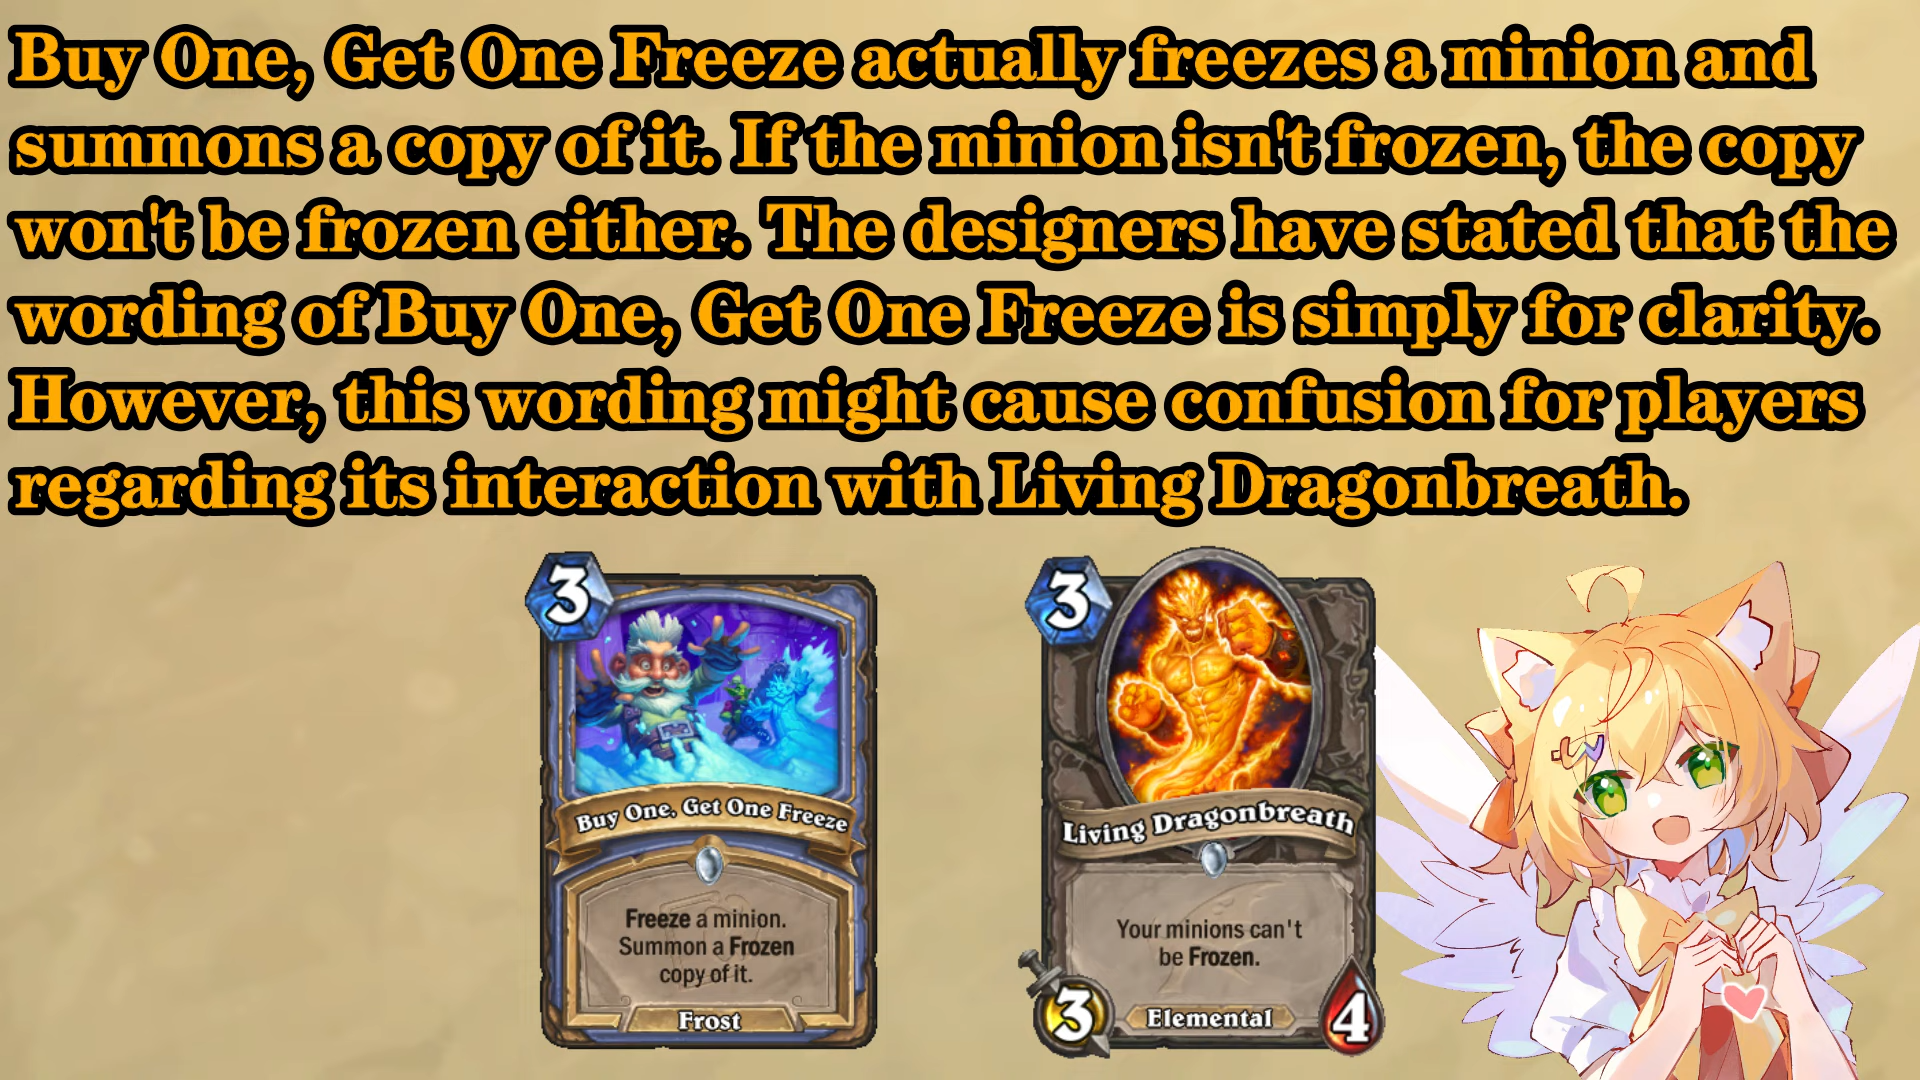 Buy One, Get One Freeze actually freezes a minion and
summons a copy of it. If the minion isn't frozen, the copy
won't be frozen either. The designers have stated that the
wording of Buy One, Get One Freeze is simply for clarity.
However, this wording might cause confusion for players
regarding its interaction with Living Dragonbreath.
3
Buy One, Get One Freeze
Freeze a minion.
Summon a Frozen
copy of it.
Frost
3
Living Dragonbreath
Your minions can't
be Frozen.
3
Elemental
4